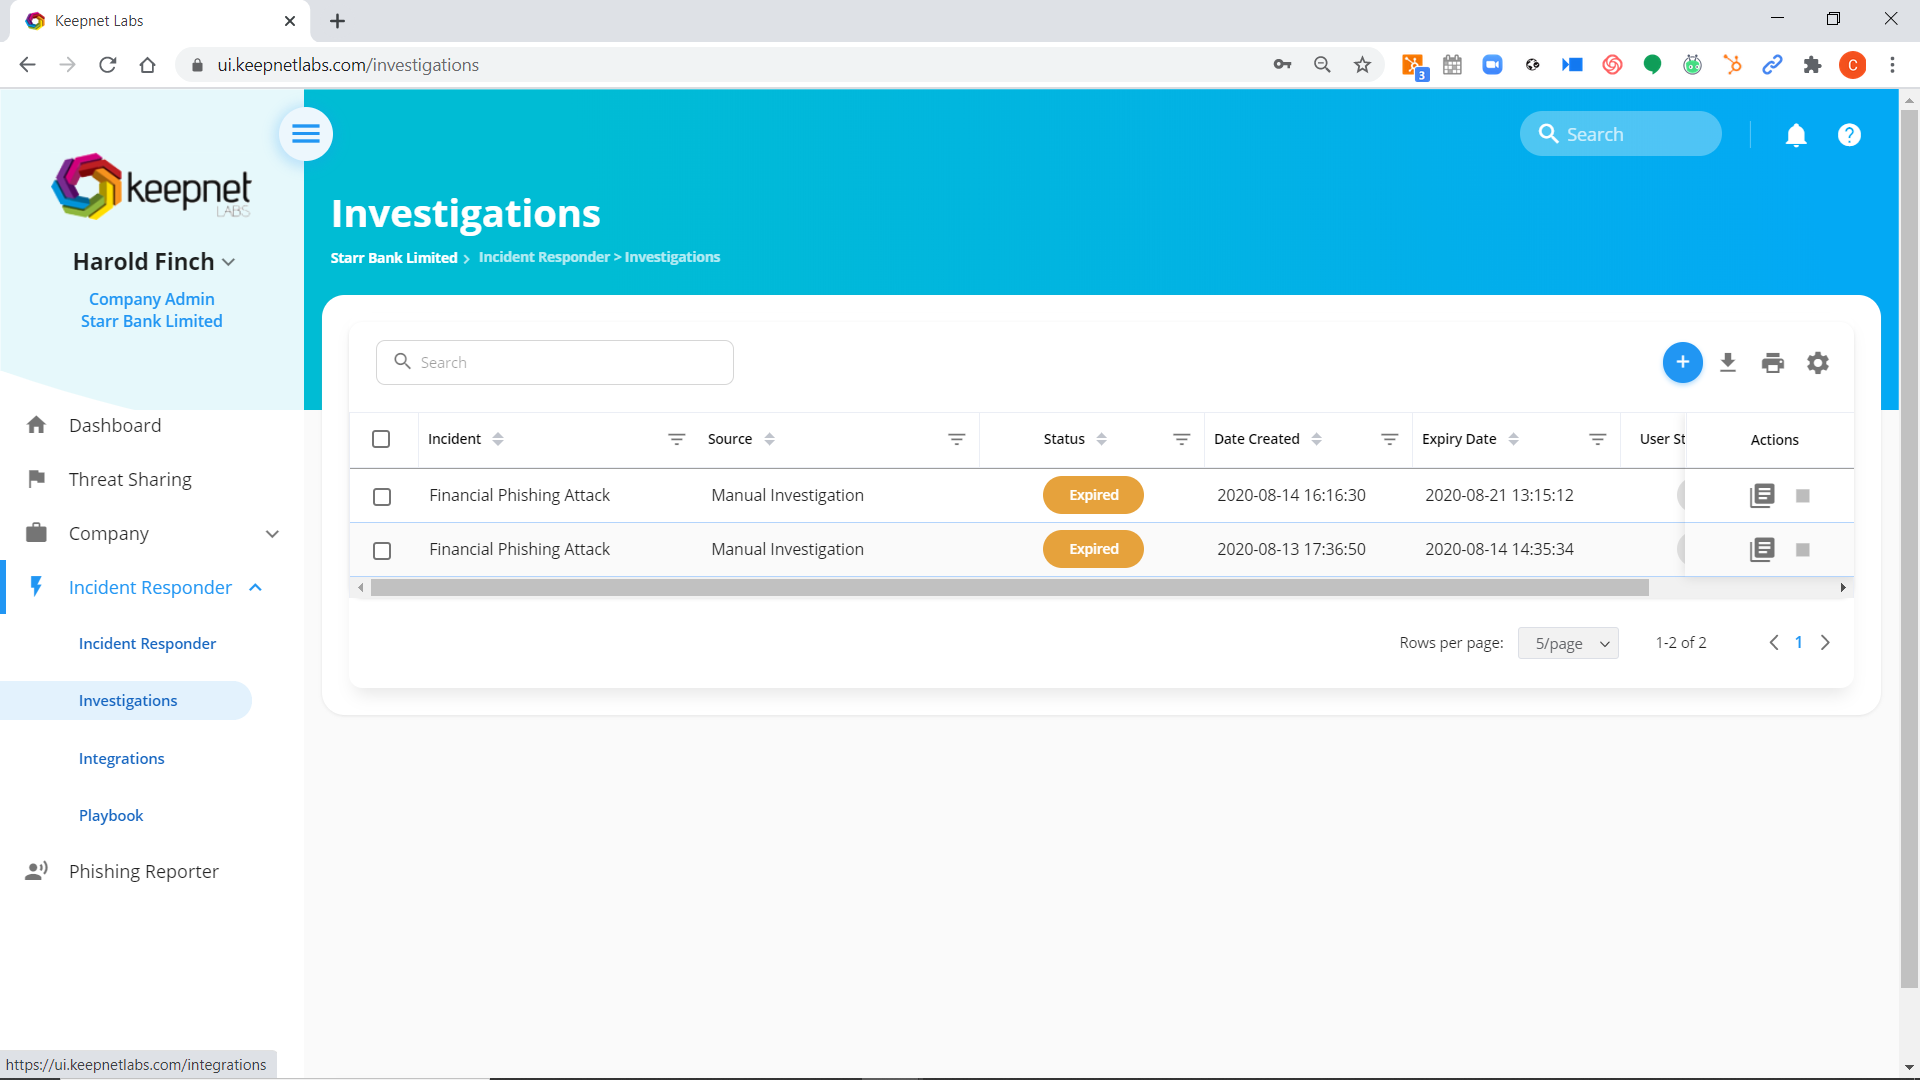 Keepnet Labs
ui.keepnetlabs.com/investigations
3
C
keepnet
LABS
Search
Harold Finch
Company Admin
Starr Bank Limited
Investigations
Starr Bank Limited > Incident Responder > Investigations
Dashboard
Threat Sharing
Company
Incident Responder
Incident Responder
Investigations
Integrations
Playbook
Phishing Reporter
Search
Incident Source Status Date Created Expiry Date User St Actions
Financial Phishing Attack Manual Investigation Expired 2020-08-14 16:16:30 2020-08-21 13:15:12
Financial Phishing Attack Manual Investigation Expired 2020-08-13 17:36:50 2020-08-14 14:35:34
Rows per page: 5/page 1-2 of 2 1
https://ui.keepnetlabs.com/integrations